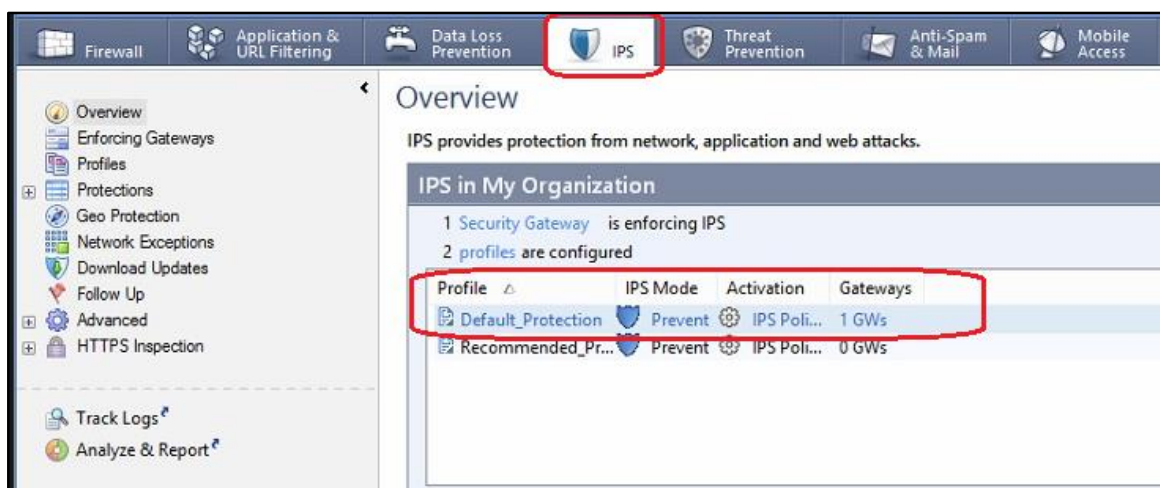 Firewall
Application &
URL Filtering
Data Loss
Prevention
IPS
Threat
Prevention
Anti-Spam
& Mail
Mobile
Access
Overview
Enforcing Gateways
Profiles
Protections
Geo Protection
Network Exceptions
Download Updates
Follow Up
Advanced
HTTPS Inspection
Track Logs
Analyze & Report
Overview
IPS provides protection from network, application and web attacks.
IPS in My Organization
1 Security Gateway is enforcing IPS
2 profiles are configured
Profile IPS Mode Activation Gateways
Default_Protection Prevent IPS Poli... 1 GWs
Recommended_Pr... Prevent IPS Poli... 0 GWs